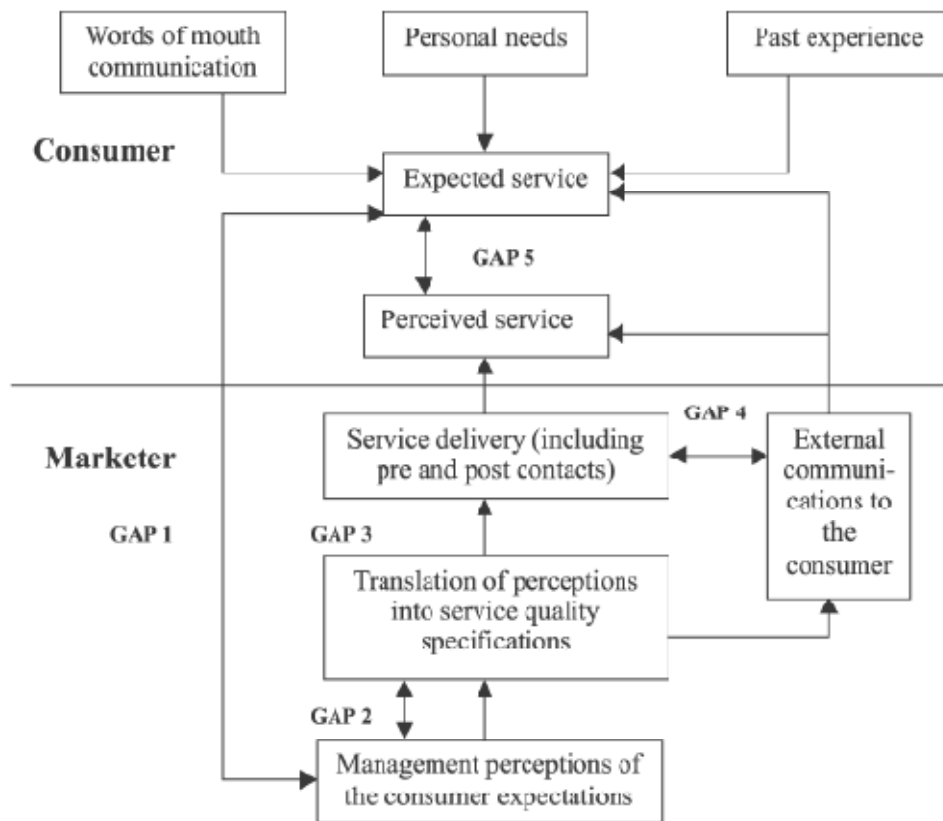 Words of mouth
communication
Personal needs
Past experience
Consumer
Expected service
GAP 5
Perceived service
GAP 4
Marketer
Service delivery (including
pre and post contacts)
External
communi-
cations to
the
consumer
GAP 1
GAP 3
Translation of perceptions
into service quality
specifications
GAP 2
Management perceptions of
the consumer expectations